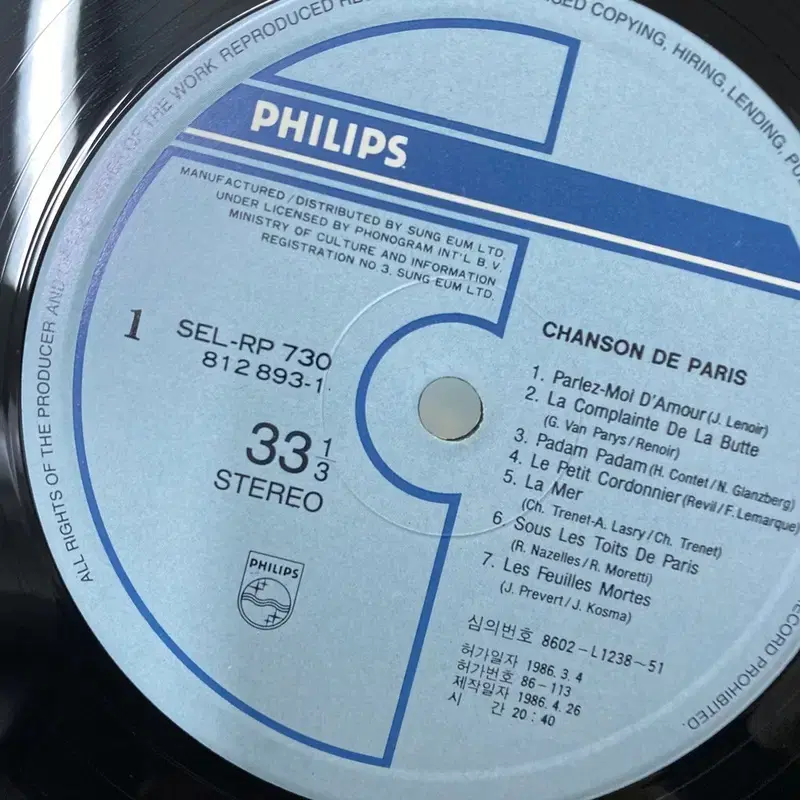 ALL RIGHTS OF THE PRODUCER AND OF THE OWNER OF THE WORK REPRODUCED
COPYING, HIRING, LENDING,
RECORD PROHIBITED.
PHILIPS
MANUFACTURED / DISTRIBUTED BY SUNG EUM LTD.
UNDER LICENSED BY PHONOGRAM INT'L B. V.
MINISTRY OF CULTURE AND INFORMATION
REGISTRATION NO 3. SUNG EUM LTD.
1
SEL-RP 730
812 893-1
33 1/3
STEREO
PHILIPS
CHANSON DE PARIS
1. Parlez-Moi D'Amour (J. Lenoir)
2. La Complainte De La Butte
(G. Van Parys/Renoir)
3. Padam Padam (H. Contet/N. Glanzberg)
4. Le Petit Cordonnier (Revil/F. Lemarque)
5. La Mer
(Ch. Trenet-A. Lasry/Ch. Trenet)
6. Sous Les Toits De Paris
(R. Nazelles/R. Moretti)
7. Les Feuilles Mortes
(J. Prevert/J. Kosma)
심의번호 8602-L1238~51
허가일자 1986. 3. 4
허가번호 86-113
제작일자 1986. 4. 26
시 간 20 : 40